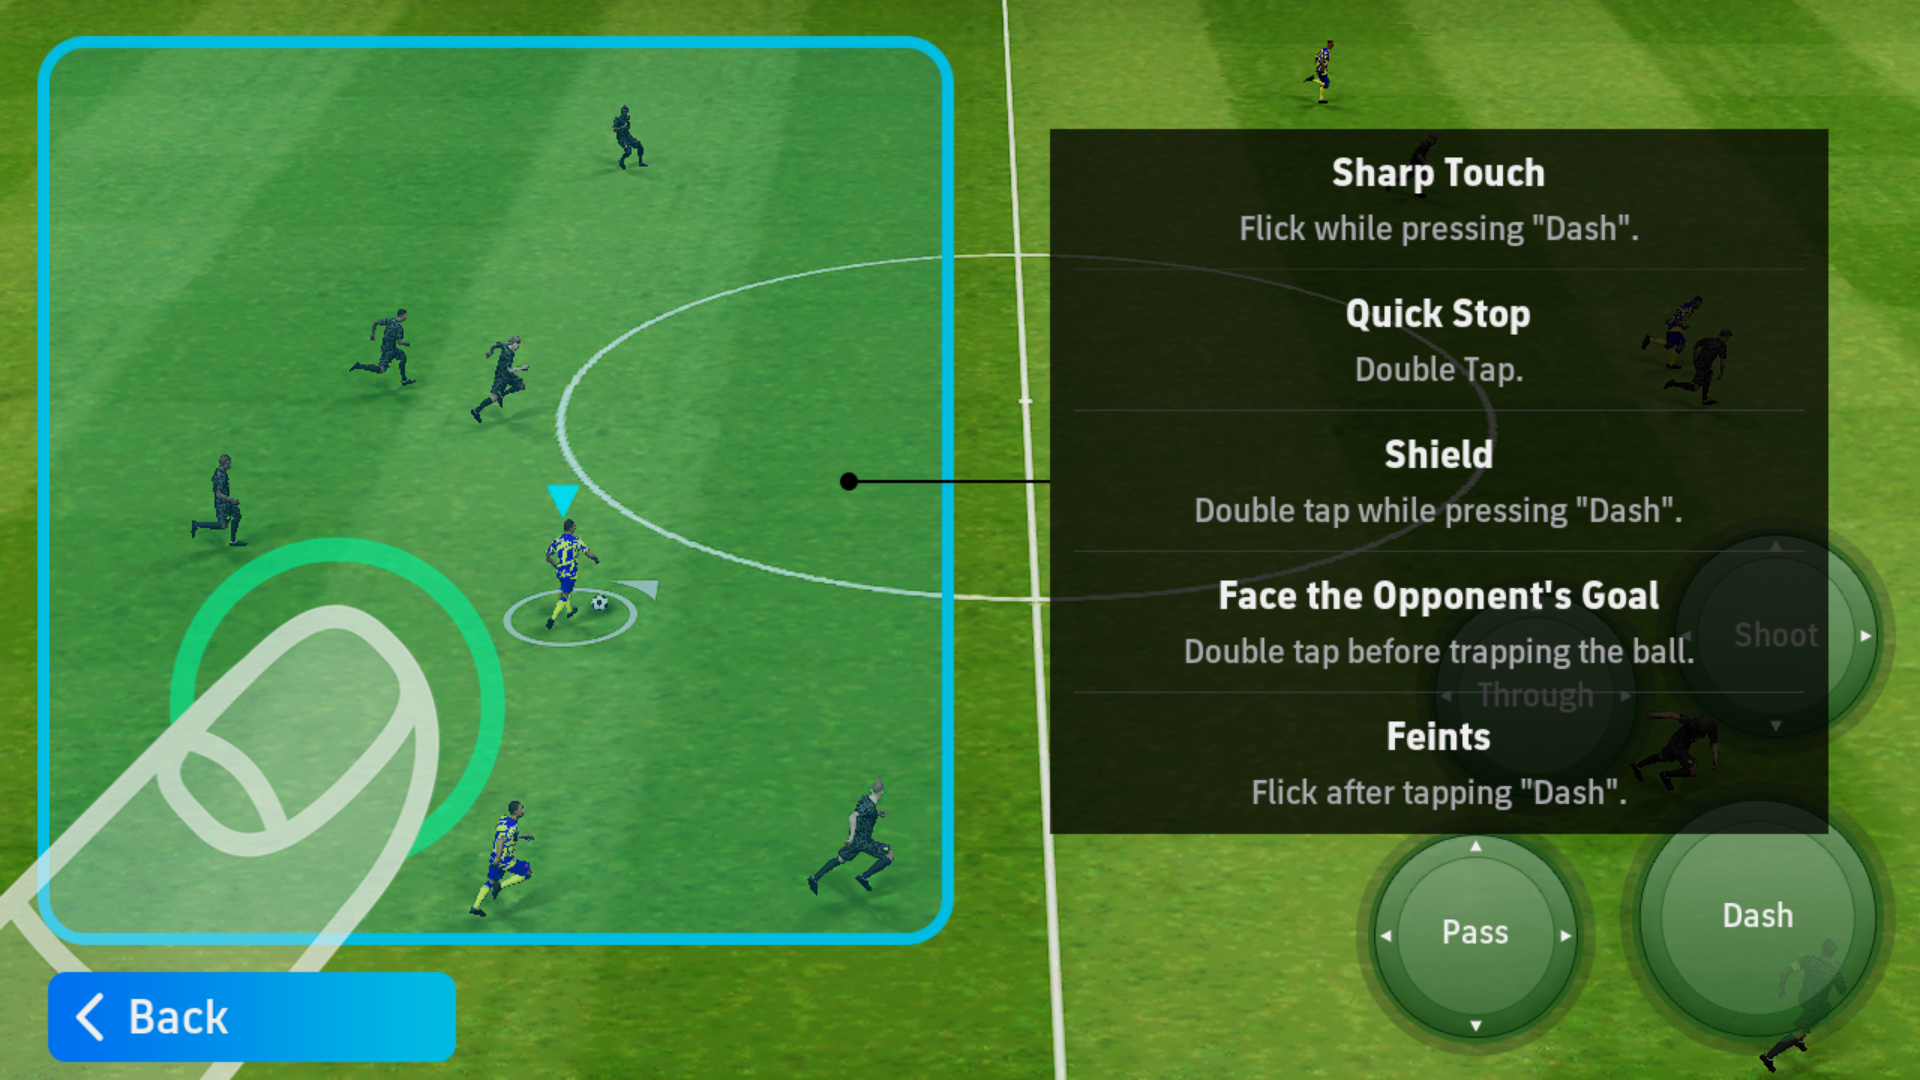 Sharp Touch
Flick while pressing "Dash".
Quick Stop
Double Tap.
Shield
Double tap while pressing "Dash".
Face the Opponent's Goal
Double tap before trapping the ball.
Feints
Flick after tapping "Dash".
Shoot
Through
Pass
Dash
Back